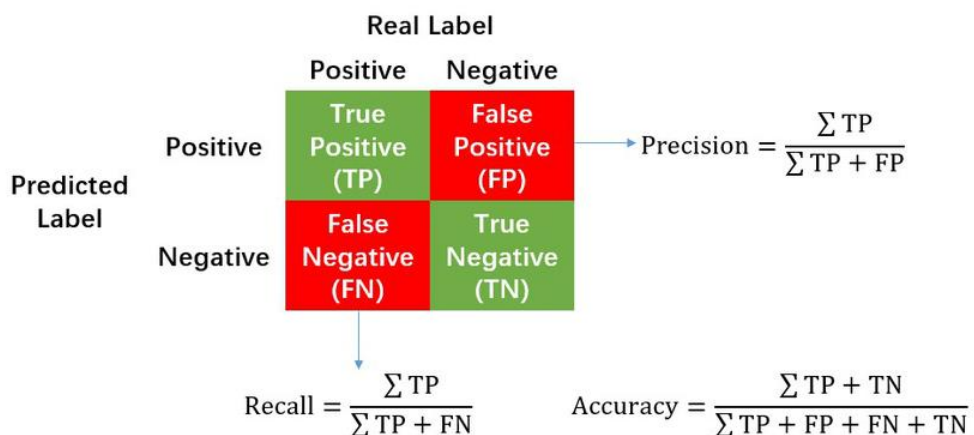 Real Label
Positive Negative
True Positive (TP)
False Positive (FP)
Positive
Precision = ∑ TP / ∑ TP + FP
Predicted Label
Negative
False Negative (FN)
True Negative (TN)
Recall = ∑ TP / ∑ TP + FN
Accuracy = ∑ TP + TN / ∑ TP + FP + FN + TN